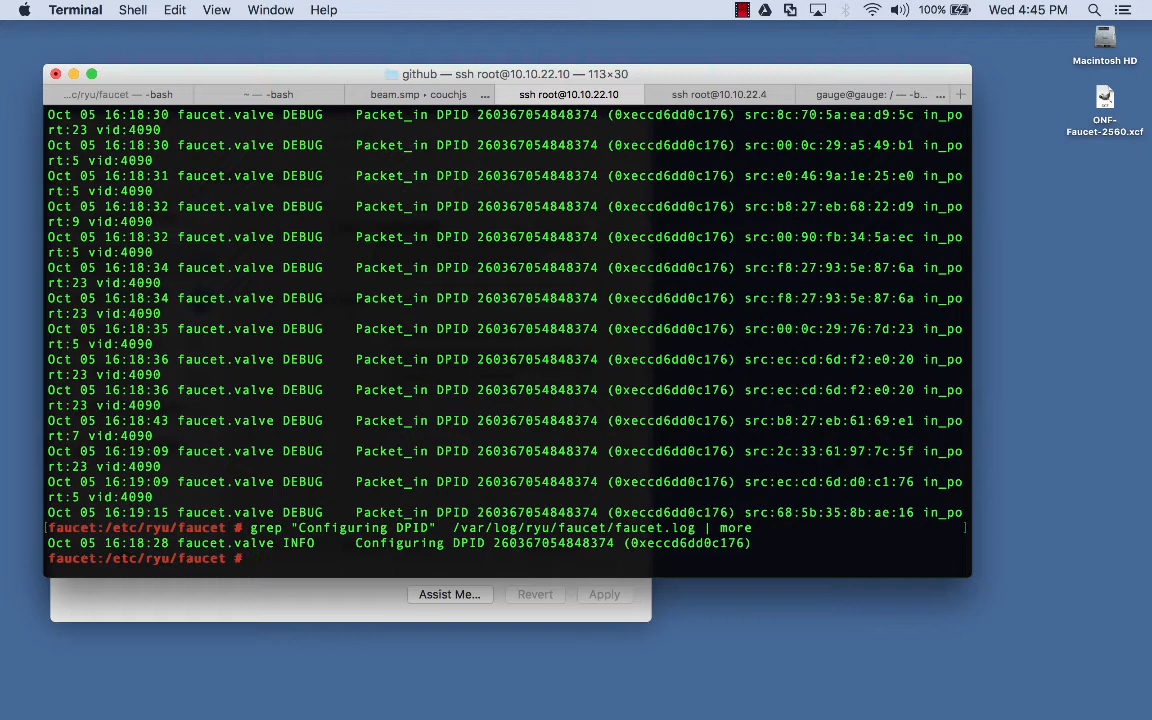 Terminal Shell Edit View Window Help 100% Wed 4:45 PM
Macintosh HD
ONF-
Faucet-2560.xcf
github — ssh root@10.10.22.10 — 113×30
...c/ryu/faucet — -bash ~ — -bash beam.smp • couchjs ... ssh root@10.10.22.10 ssh root@10.10.22.4 gauge@gauge: / — -b... ... +
Oct 05 16:18:30 faucet.valve DEBUG    Packet_in DPID 260367054848374 (0xeccd6dd0c176) src:8c:70:5a:ea:d9:5c in_po
rt:23 vid:4090
Oct 05 16:18:30 faucet.valve DEBUG    Packet_in DPID 260367054848374 (0xeccd6dd0c176) src:00:0c:29:a5:49:b1 in_po
rt:5 vid:4090
Oct 05 16:18:31 faucet.valve DEBUG    Packet_in DPID 260367054848374 (0xeccd6dd0c176) src:e0:46:9a:1e:25:e0 in_po
rt:5 vid:4090
Oct 05 16:18:32 faucet.valve DEBUG    Packet_in DPID 260367054848374 (0xeccd6dd0c176) src:b8:27:eb:68:22:d9 in_po
rt:9 vid:4090
Oct 05 16:18:32 faucet.valve DEBUG    Packet_in DPID 260367054848374 (0xeccd6dd0c176) src:00:90:fb:34:5a:ec in_po
rt:5 vid:4090
Oct 05 16:18:34 faucet.valve DEBUG    Packet_in DPID 260367054848374 (0xeccd6dd0c176) src:f8:27:93:5e:87:6a in_po
rt:23 vid:4090
Oct 05 16:18:34 faucet.valve DEBUG    Packet_in DPID 260367054848374 (0xeccd6dd0c176) src:f8:27:93:5e:87:6a in_po
rt:23 vid:4090
Oct 05 16:18:35 faucet.valve DEBUG    Packet_in DPID 260367054848374 (0xeccd6dd0c176) src:00:0c:29:76:7d:23 in_po
rt:5 vid:4090
Oct 05 16:18:36 faucet.valve DEBUG    Packet_in DPID 260367054848374 (0xeccd6dd0c176) src:ec:cd:6d:f2:e0:20 in_po
rt:23 vid:4090
Oct 05 16:18:36 faucet.valve DEBUG    Packet_in DPID 260367054848374 (0xeccd6dd0c176) src:ec:cd:6d:f2:e0:20 in_po
rt:23 vid:4090
Oct 05 16:18:43 faucet.valve DEBUG    Packet_in DPID 260367054848374 (0xeccd6dd0c176) src:b8:27:eb:61:69:e1 in_po
rt:7 vid:4090
Oct 05 16:19:09 faucet.valve DEBUG    Packet_in DPID 260367054848374 (0xeccd6dd0c176) src:2c:33:61:97:7c:5f in_po
rt:23 vid:4090
Oct 05 16:19:09 faucet.valve DEBUG    Packet_in DPID 260367054848374 (0xeccd6dd0c176) src:ec:cd:6d:d0:c1:76 in_po
rt:5 vid:4090
Oct 05 16:19:15 faucet.valve DEBUG    Packet_in DPID 260367054848374 (0xeccd6dd0c176) src:68:5b:35:8b:ae:16 in_po
[faucet:/etc/ryu/faucet # grep "Configuring DPID"  /var/log/ryu/faucet/faucet.log | more ]
Oct 05 16:18:28 faucet.valve INFO     Configuring DPID 260367054848374 (0xeccd6dd0c176)
faucet:/etc/ryu/faucet #
Assist Me... Revert Apply